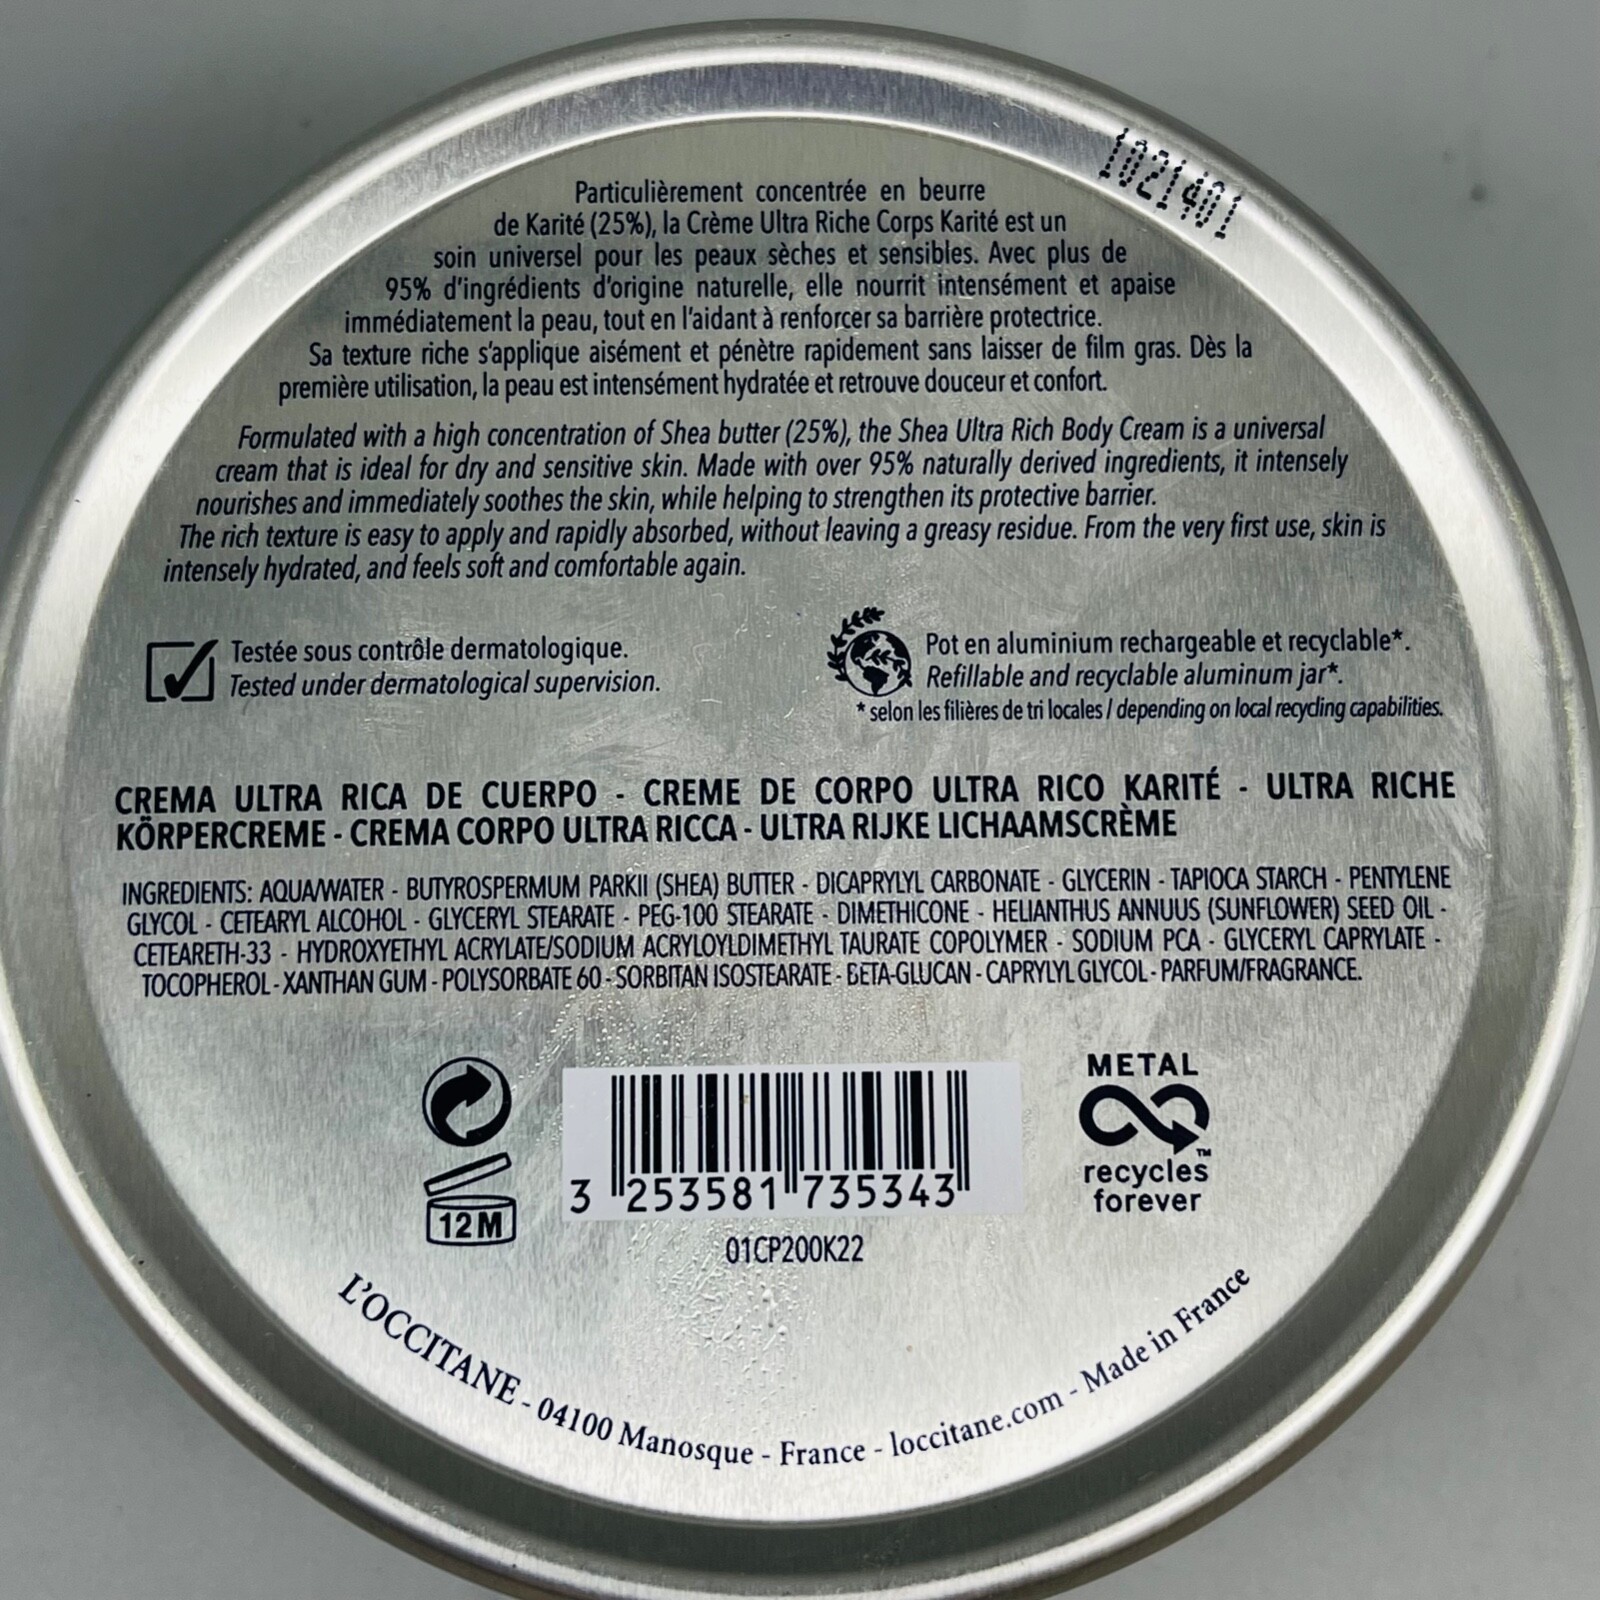 1021401
Particulièrement concentrée en beurre
de Karité (25%), la Crème Ultra Riche Corps Karité est un
soin universel pour les peaux sèches et sensibles. Avec plus de
95% d'ingrédients d'origine naturelle, elle nourrit intensément et apaise
immédiatement la peau, tout en l'aidant à renforcer sa barrière protectrice.
Sa texture riche s'applique aisément et pénètre rapidement sans laisser de film gras. Dès la
première utilisation, la peau est intensément hydratée et retrouve douceur et confort.
Formulated with a high concentration of Shea butter (25%), the Shea Ultra Rich Body Cream is a universal
cream that is ideal for dry and sensitive skin. Made with over 95% naturally derived ingredients, it intensely
nourishes and immediately soothes the skin, while helping to strengthen its protective barrier.
The rich texture is easy to apply and rapidly absorbed, without leaving a greasy residue. From the very first use, skin is
intensely hydrated, and feels soft and comfortable again.
Testée sous contrôle dermatologique.
Tested under dermatological supervision.
Pot en aluminium rechargeable et recyclable*.
Refillable and recyclable aluminum jar*.
* selon les filières de tri locales / depending on local recycling capabilities.
CREMA ULTRA RICA DE CUERPO - CREME DE CORPO ULTRA RICO KARITÉ - ULTRA RICHE
KÖRPERCREME - CREMA CORPO ULTRA RICCA - ULTRA RIJKE LICHAAMSCRÈME
INGREDIENTS: AQUA/WATER - BUTYROSPERMUM PARKII (SHEA) BUTTER - DICAPRYLYL CARBONATE - GLYCERIN - TAPIOCA STARCH - PENTYLENE
GLYCOL - CETEARYL ALCOHOL - GLYCERYL STEARATE - PEG-100 STEARATE - DIMETHICONE - HELIANTHUS ANNUUS (SUNFLOWER) SEED OIL -
CETEARETH-33 - HYDROXYETHYL ACRYLATE/SODIUM ACRYLOYLDIMETHYL TAURATE COPOLYMER - SODIUM PCA - GLYCERYL CAPRYLATE -
TOCOPHEROL - XANTHAN GUM - POLYSORBATE 60 - SORBITAN ISOSTEARATE - BETA-GLUCAN - CAPRYLYL GLYCOL - PARFUM/FRAGRANCE.
12 M
3 253581 735343
01CP200K22
METAL
TM
recycles
forever
L'OCCITANE - 04100 Manosque - France - loccitane.com - Made in France